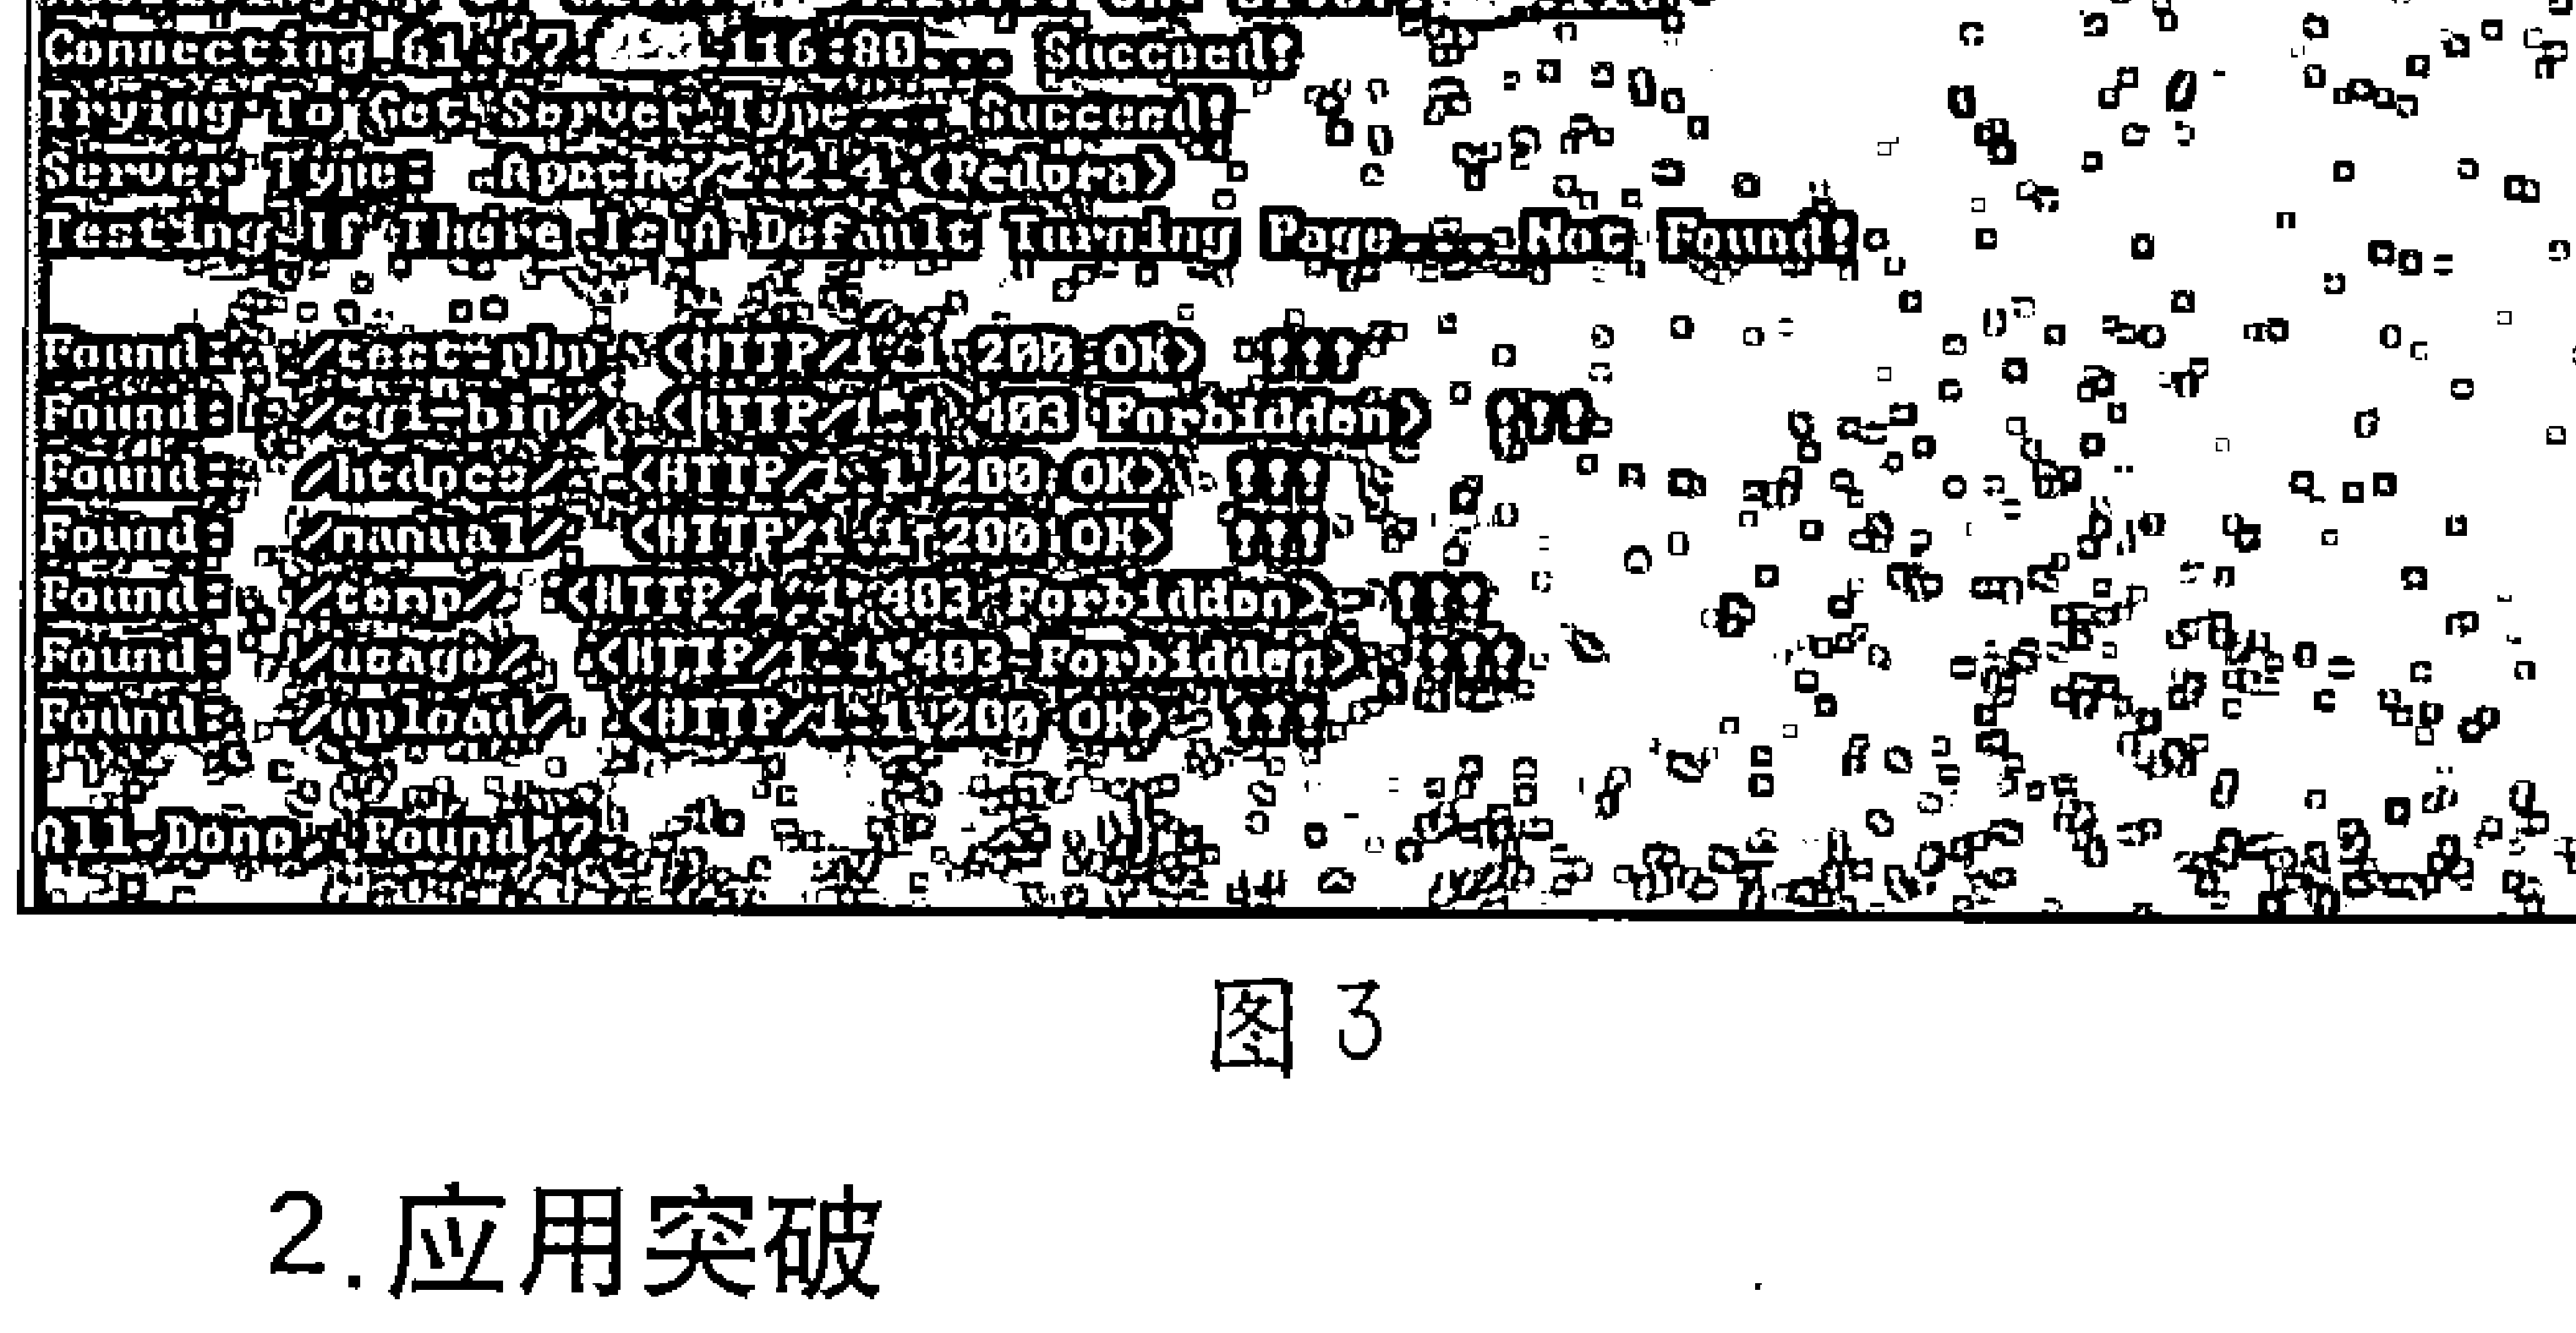 Connecting 61.67. .116:80... Succeed!
Trying To Get Server Type... Succeed!
Server Type: Apache/2.2.4 <Fedora>
Testing If There Is A Default Turning Page... Not Found!
Found: /test.php <HTTP/1.1 200 OK> !!!
Found: /cgi-bin/ <HTTP/1.1 403 Forbidden> !!!
Found: /htdocs/ <HTTP/1.1 200 OK> !!!
Found: /manual/ <HTTP/1.1 200 OK> !!!
Found: <HTTP/1.1 403 Forbidden> !!!
Found: /usage/ <HTTP/1.1 403 Forbidden> !!!
Found: /upload/ <HTTP/1.1 200 OK> !!!
All Done, Found 7
图 3
2.应用突破